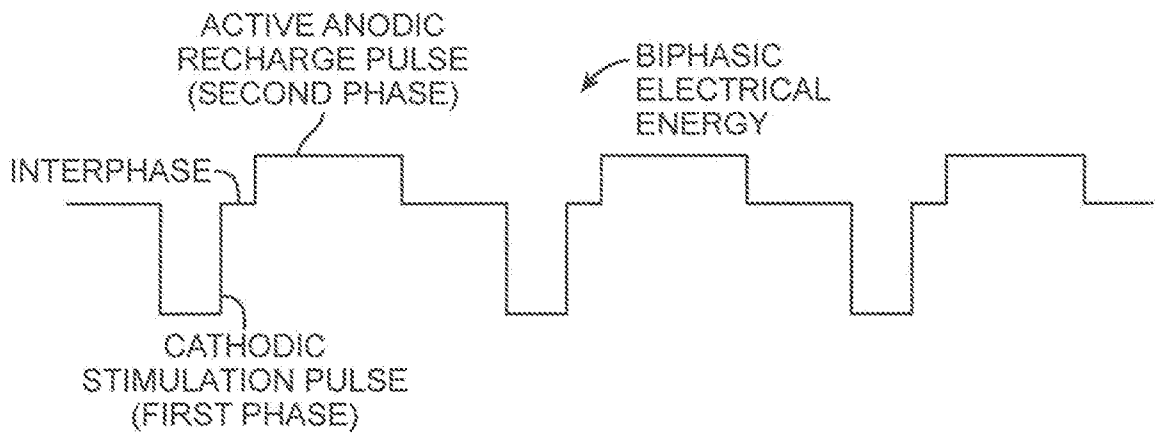 ACTIVE ANODIC
RECHARGE PULSE
(SECOND PHASE)
BIPHASIC
ELECTRICAL
ENERGY
INTERPHASE
CATHODIC
STIMULATION PULSE
(FIRST PHASE)